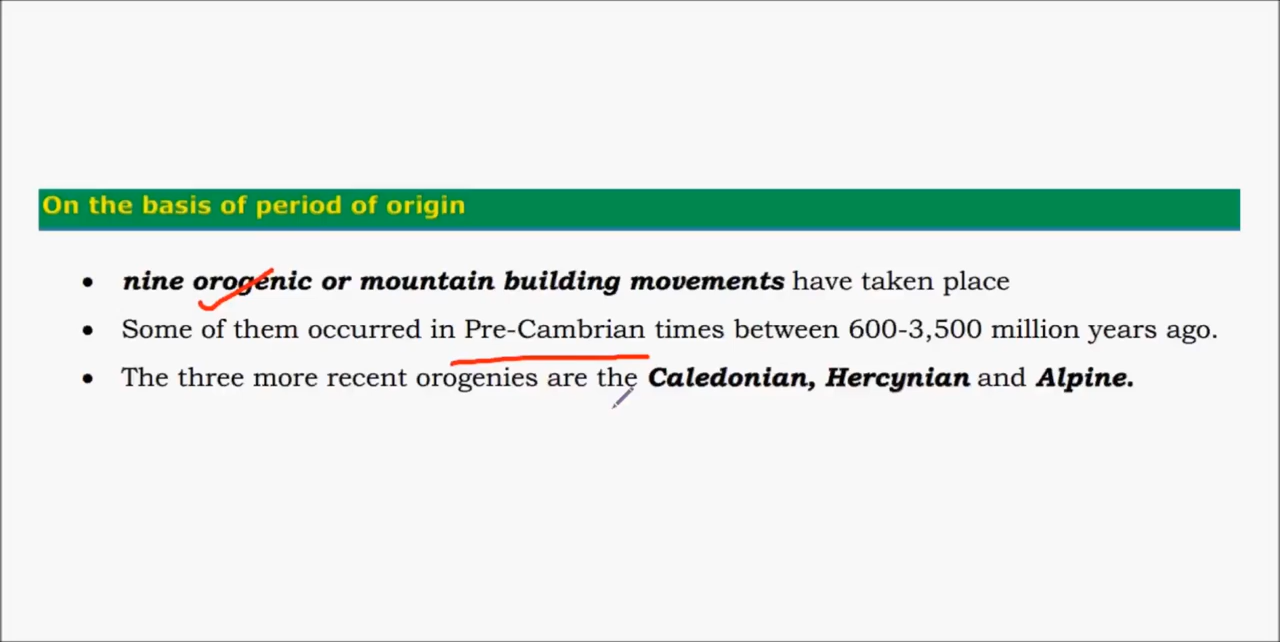 On the basis of period of origin
• nine orogenic or mountain building movements have taken place
• Some of them occurred in Pre-Cambrian times between 600-3,500 million years ago.
• The three more recent orogenies are the Caledonian, Hercynian and Alpine.